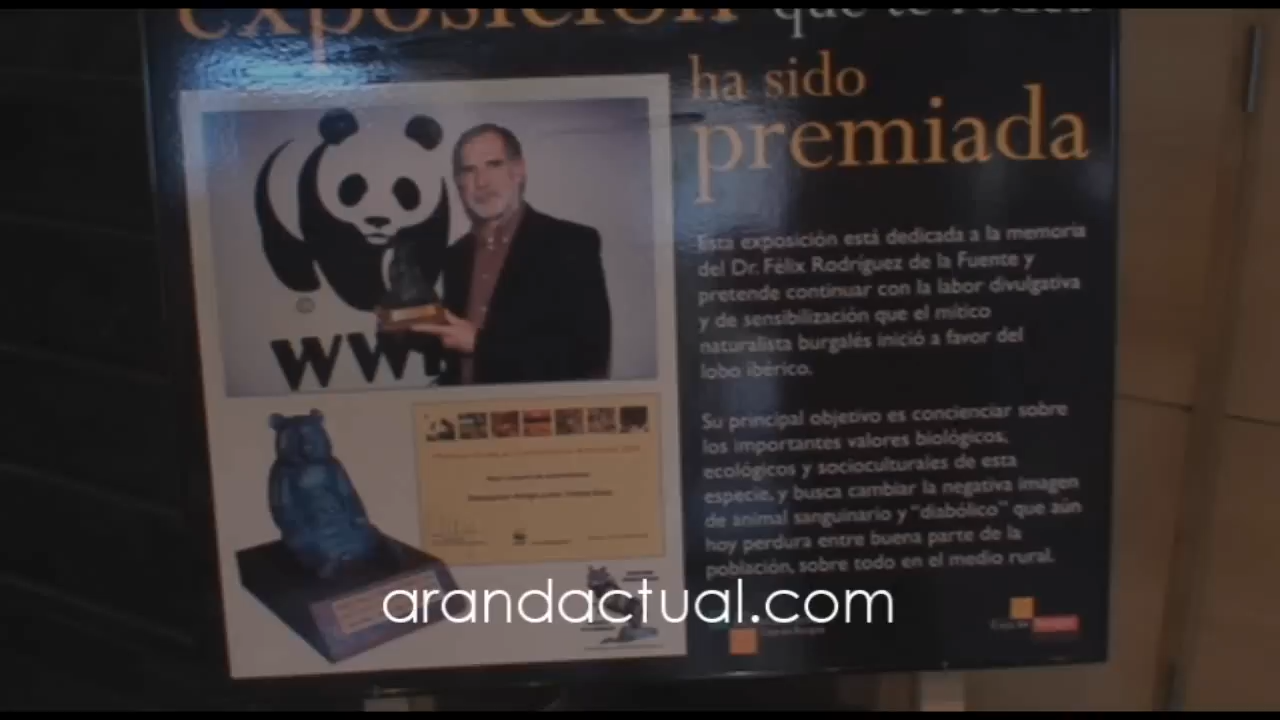 exposición que te rodea
ha sido
premiada
©
WWF
Esta exposición está dedicada a la memoria
del Dr. Félix Rodríguez de la Fuente y
pretende continuar con la labor divulgativa
y de sensibilización que el mítico
naturalista burgalés inició a favor del
lobo ibérico.
Su principal objetivo es concienciar sobre
los importantes valores biológicos,
ecológicos y socioculturales de esta
especie, y busca cambiar la negativa imagen
de animal sanguinario y "diabólico" que aún
hoy perdura entre buena parte de la
población, sobre todo en el medio rural.
arandactual.com